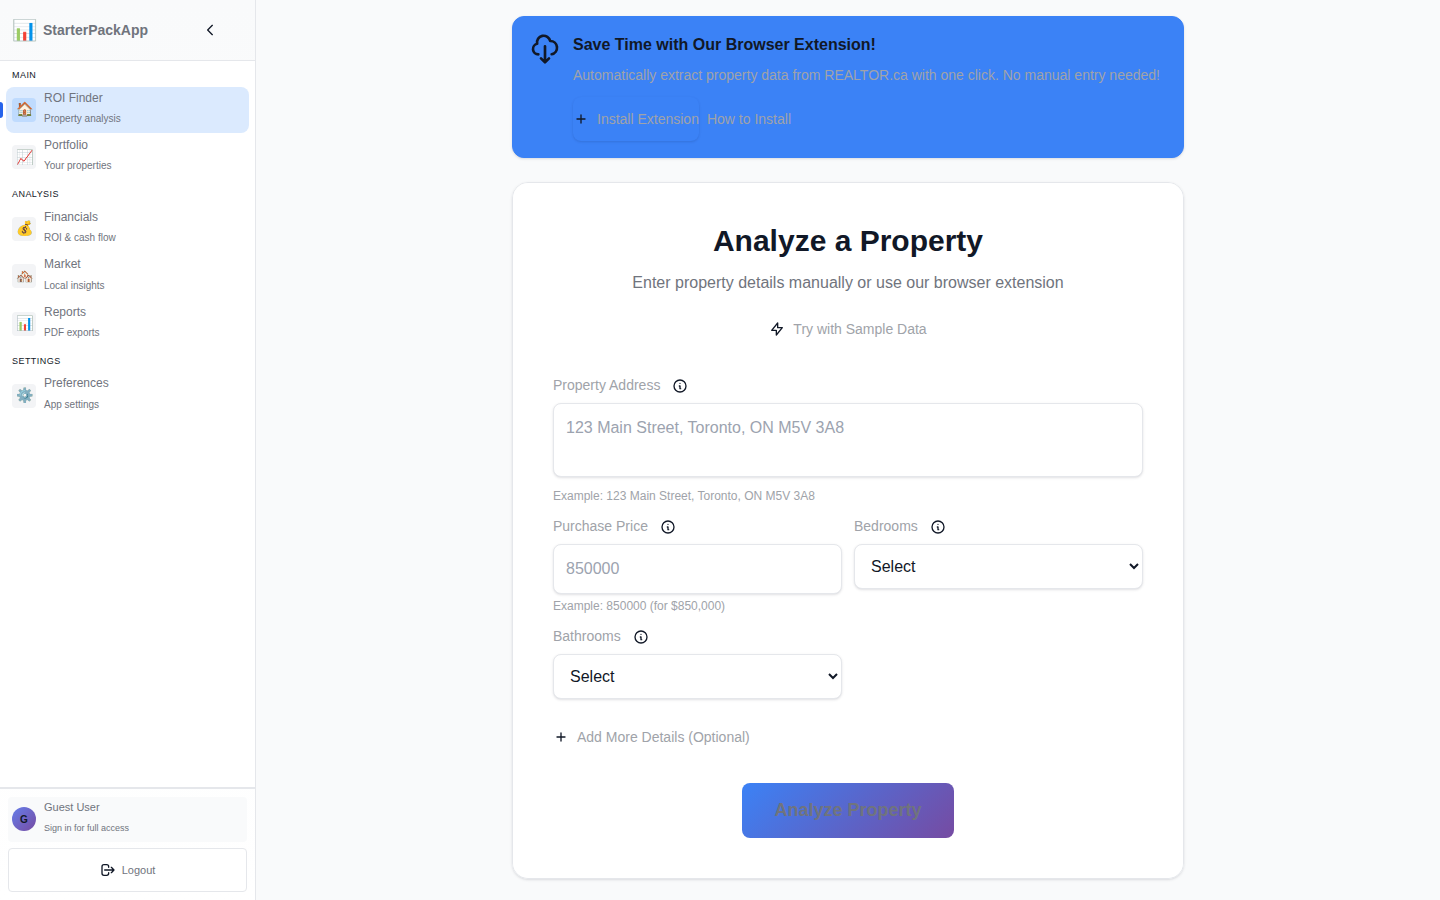 StarterPackApp
MAIN
ROI Finder
Property analysis
Portfolio
Your properties
ANALYSIS
Financials
ROI & cash flow
Market
Local insights
Reports
PDF exports
SETTINGS
Preferences
App settings
G
Guest User
Sign in for full access
Logout
Save Time with Our Browser Extension!
Automatically extract property data from REALTOR.ca with one click. No manual entry needed!
Install Extension How to Install
Analyze a Property
Enter property details manually or use our browser extension
Try with Sample Data
Property Address
123 Main Street, Toronto, ON M5V 3A8
Example: 123 Main Street, Toronto, ON M5V 3A8
Purchase Price
850000
Example: 850000 (for $850,000)
Bedrooms
Select
Bathrooms
Select
Add More Details (Optional)
Analyze Property